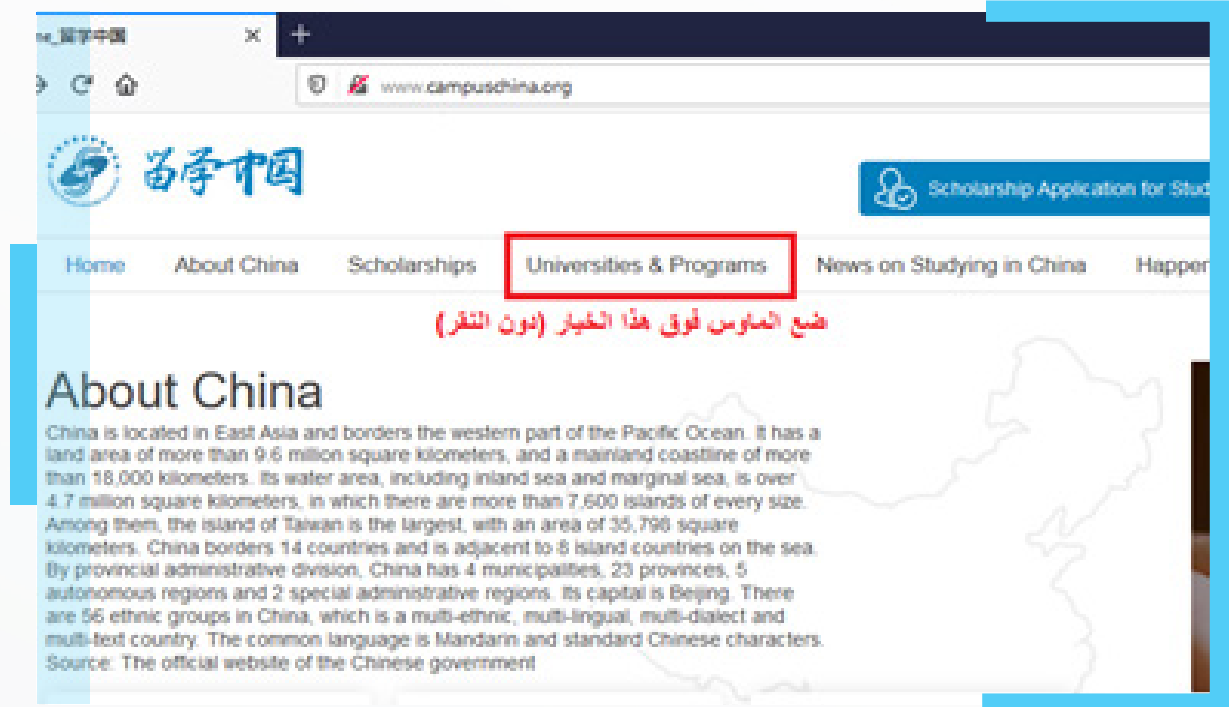 me_留学中国
www.campuschina.org
留学中国
Scholarship Application for Stud
Home About China Scholarships Universities & Programs News on Studying in China Happen
ضع الماوس فوق هذا الخيار (دون النقر)
About China
China is located in East Asia and borders the western part of the Pacific Ocean. It has a
land area of more than 9.6 million square kilometers, and a mainland coastline of more
than 18,000 kilometers. Its water area, including inland sea and marginal sea, is over
4.7 million square kilometers, in which there are more than 7,600 islands of every size.
Among them, the island of Taiwan is the largest, with an area of 35,798 square
kilometers. China borders 14 countries and is adjacent to 8 island countries on the sea.
By provincial administrative division, China has 4 municipalities, 23 provinces, 5
autonomous regions and 2 special administrative regions. Its capital is Beijing. There
are 56 ethnic groups in China, which is a multi-ethnic, multi-lingual, multi-dialect and
multi-text country. The common language is Mandarin and standard Chinese characters.
Source: The official website of the Chinese government